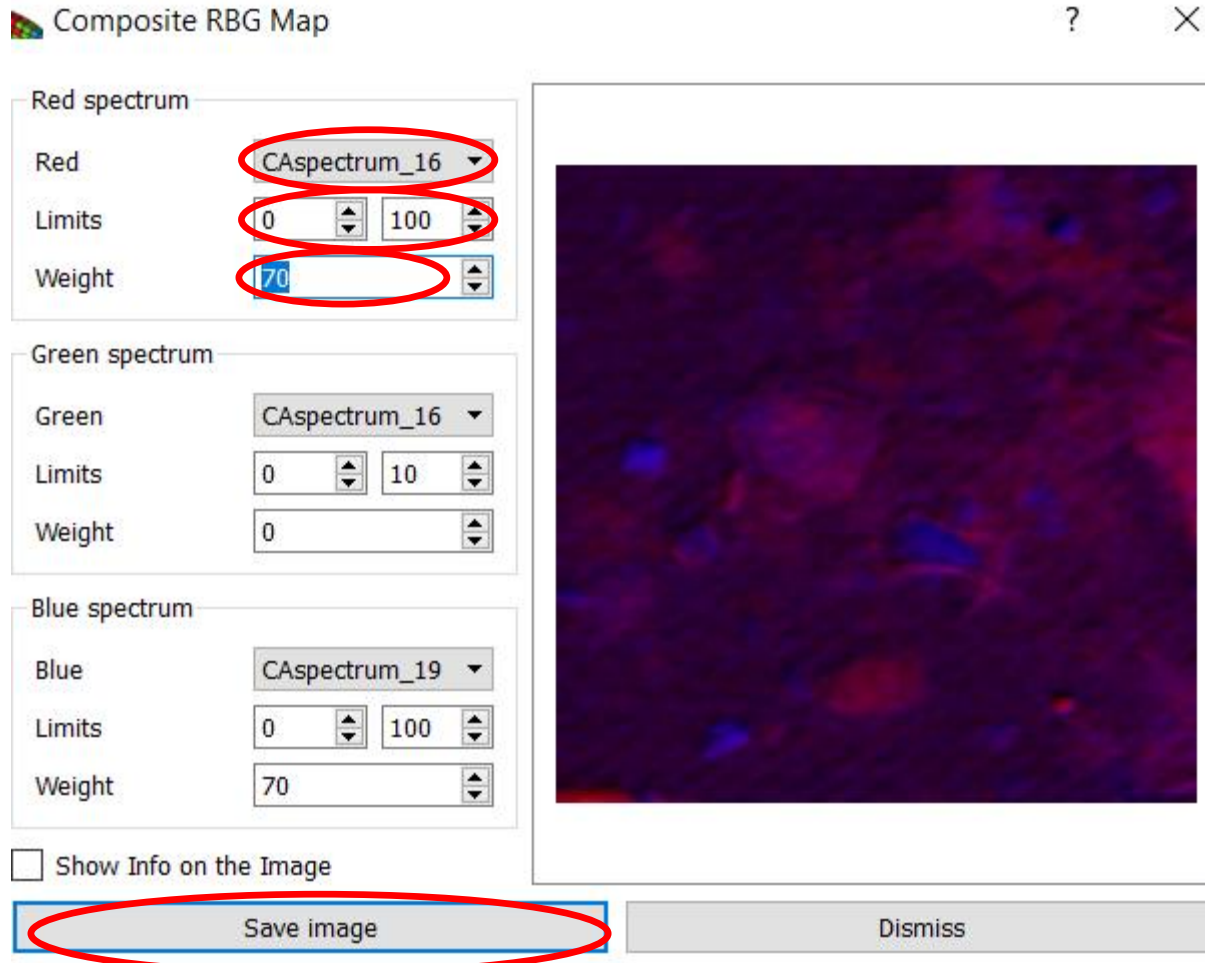 Composite RBG Map ?
Red spectrum
Red CAspectrum_16
Limits 0 100
Weight 70
Green spectrum
Green CAspectrum_16
Limits 0 10
Weight 0
Blue spectrum
Blue CAspectrum_19
Limits 0 100
Weight 70
Show Info on the Image
Save image Dismiss